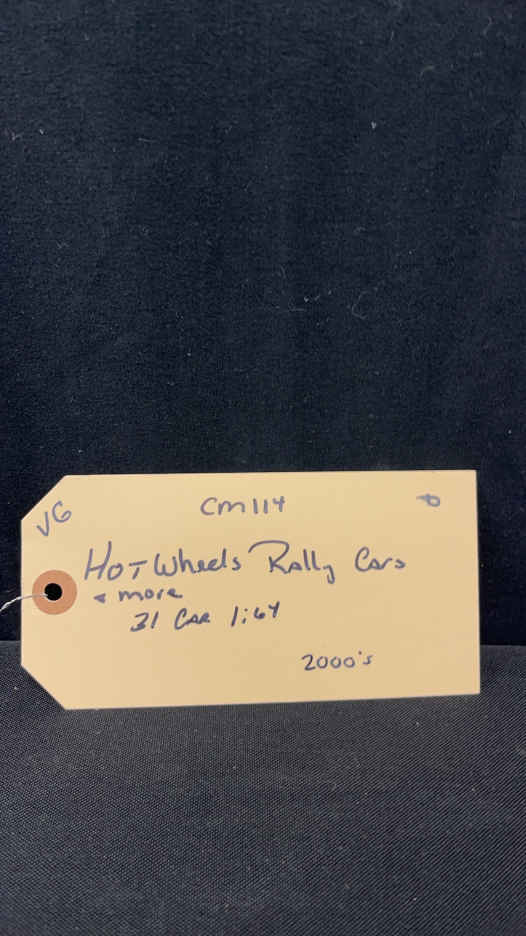 VG
CM114
Hot Wheels Rally Cars
& more
31 Car 1:64
2000's